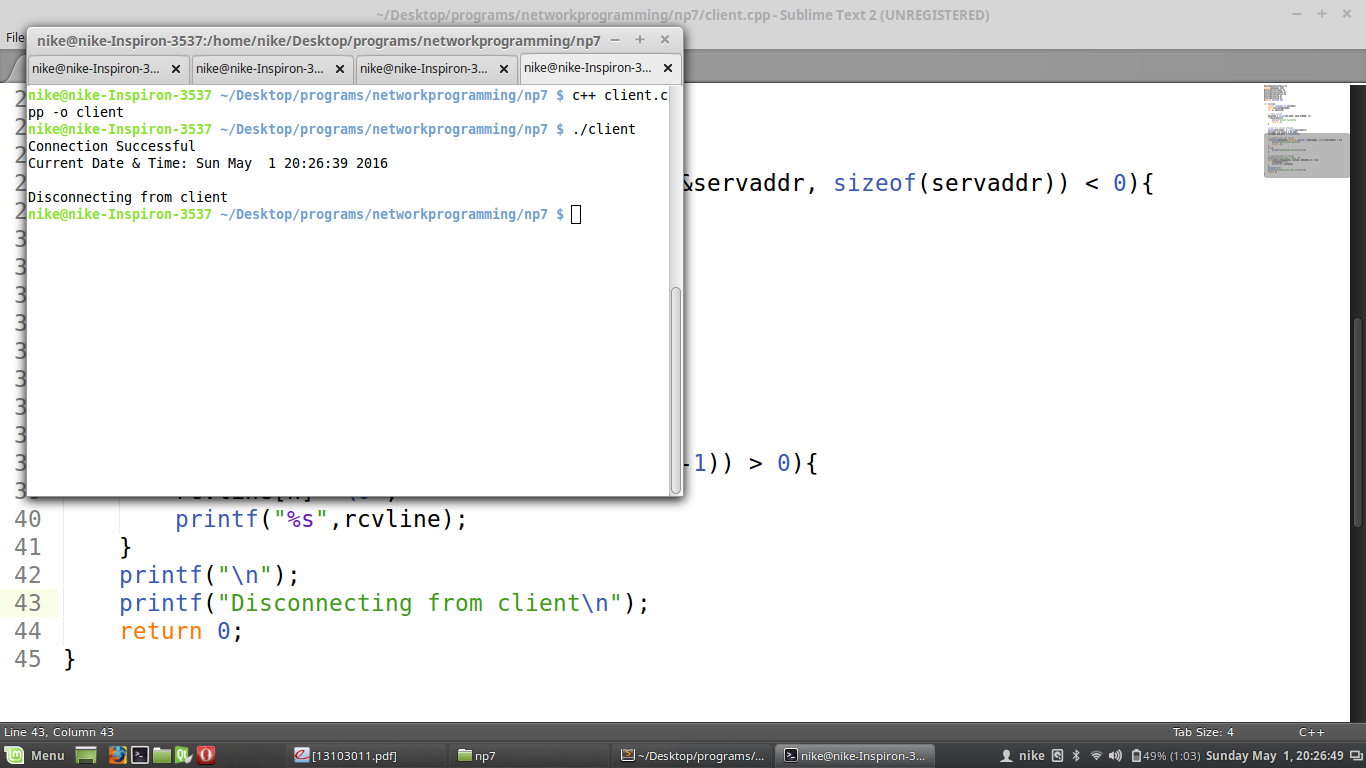 ~/Desktop/programs/networkprogramming/np7/client.cpp - Sublime Text 2 (UNREGISTERED)
File
nike@nike-Inspiron-3537:/home/nike/Desktop/programs/networkprogramming/np7
nike@nike-Inspiron-3... nike@nike-Inspiron-3... nike@nike-Inspiron-3... nike@nike-Inspiron-3...
nike@nike-Inspiron-3537 ~/Desktop/programs/networkprogramming/np7 $ c++ client.c
pp -o client
nike@nike-Inspiron-3537 ~/Desktop/programs/networkprogramming/np7 $ ./client
Connection Successful
Current Date & Time: Sun May  1 20:26:39 2016
Disconnecting from client
nike@nike-Inspiron-3537 ~/Desktop/programs/networkprogramming/np7 $
&servaddr, sizeof(servaddr)) < 0){
-1)) > 0){
40 printf("%s",rcvline);
41 }
42 printf("\n");
43 printf("Disconnecting from client\n");
44 return 0;
45 }
Line 43, Column 43
Tab Size: 4
C++
Menu
[13103011.pdf]
np7
~/Desktop/programs/...
nike@nike-Inspiron-3...
nike
49% (1:03)
Sunday May 1, 20:26:49